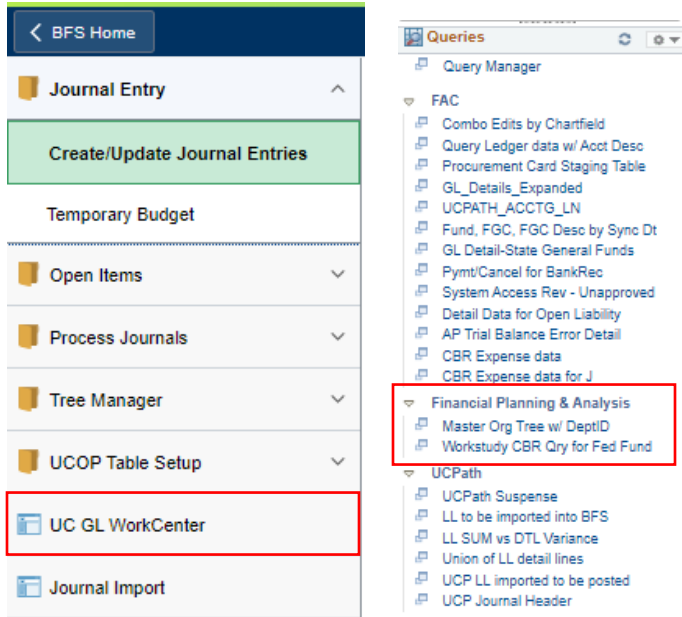 BFS Home
Journal Entry
Create/Update Journal Entries
Temporary Budget
Open Items
Process Journals
Tree Manager
UCOP Table Setup
UC GL WorkCenter
Journal Import
Queries
Query Manager
FAC
Combo Edits by Chartfield
Query Ledger data w/ Acct Desc
Procurement Card Staging Table
GL_Details_Expanded
UCPATH_ACCTG_LN
Fund, FGC, FGC Desc by Sync Dt
GL Detail-State General Funds
Pymt/Cancel for BankRec
System Access Rev - Unapproved
Detail Data for Open Liability
AP Trial Balance Error Detail
CBR Expense data
CBR Expense data for J
Financial Planning & Analysis
Master Org Tree w/ DeptID
Workstudy CBR Qry for Fed Fund
UCPath
UCPath Suspense
LL to be imported into BFS
LL SUM vs DTL Variance
Union of LL detail lines
UCP LL imported to be posted
UCP Journal Header